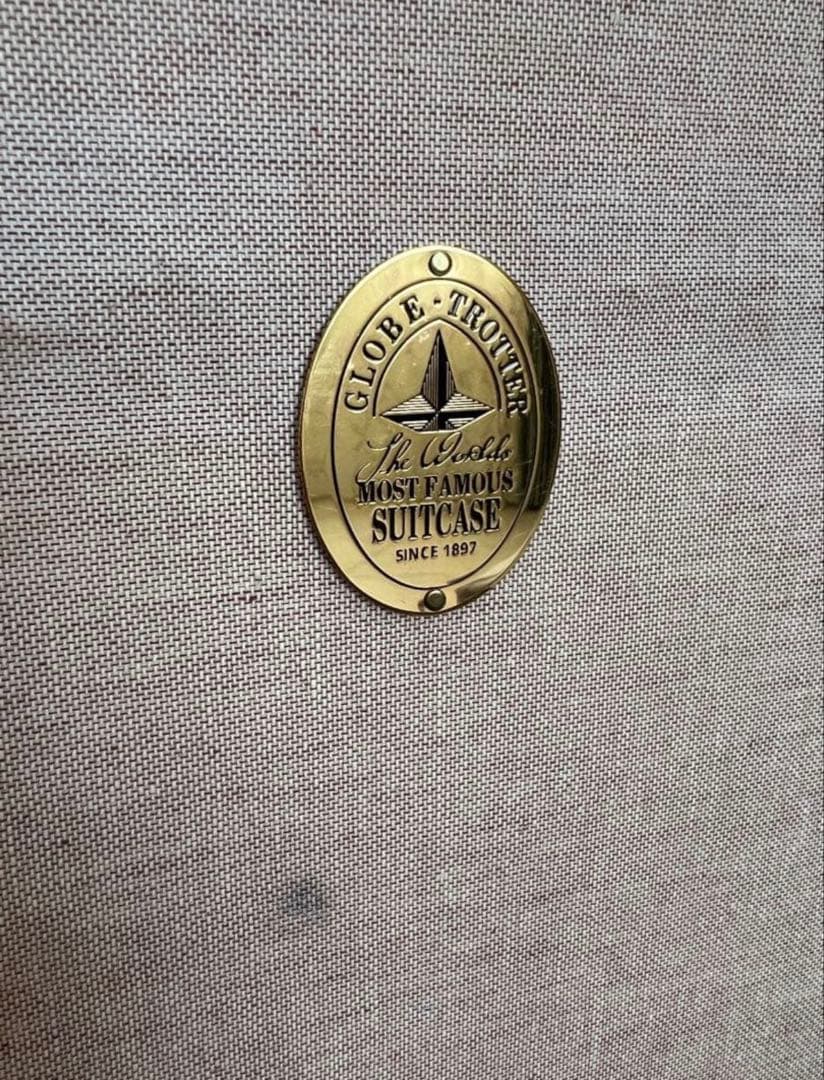 GLOBE-TROTTER
The Worlds
MOST FAMOUS
SUITCASE
SINCE 1897